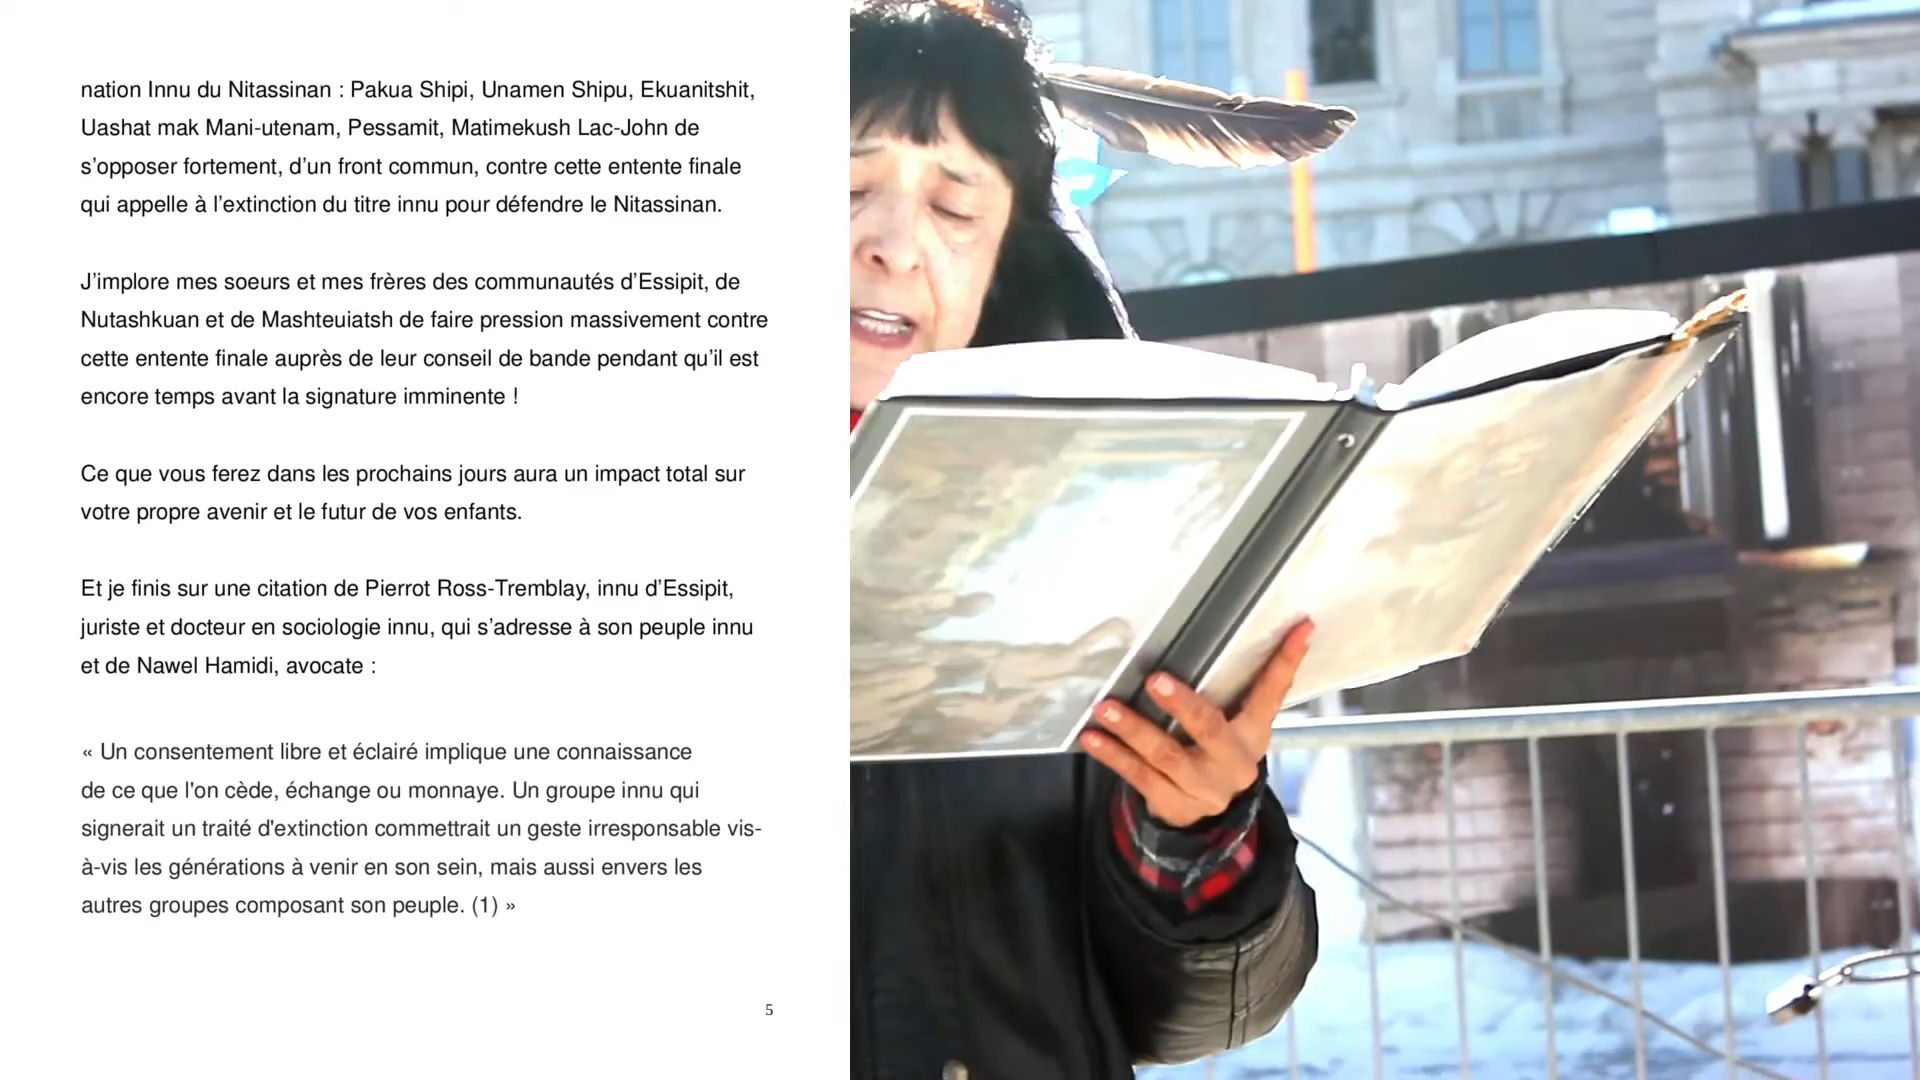 nation Innu du Nitassinan : Pakua Shipi, Unamen Shipu, Ekuanitshit,
Uashat mak Mani-utenam, Pessamit, Matimekush Lac-John de
s’opposer fortement, d’un front commun, contre cette entente finale
qui appelle à l’extinction du titre innu pour défendre le Nitassinan.
J’implore mes soeurs et mes frères des communautés d’Essipit, de
Nutashkuan et de Mashteuiatsh de faire pression massivement contre
cette entente finale auprès de leur conseil de bande pendant qu’il est
encore temps avant la signature imminente !
Ce que vous ferez dans les prochains jours aura un impact total sur
votre propre avenir et le futur de vos enfants.
Et je finis sur une citation de Pierrot Ross-Tremblay, innu d’Essipit,
juriste et docteur en sociologie innu, qui s’adresse à son peuple innu
et de Nawel Hamidi, avocate :
« Un consentement libre et éclairé implique une connaissance
de ce que l'on cède, échange ou monnaye. Un groupe innu qui
signerait un traité d'extinction commettrait un geste irresponsable vis-
à-vis les générations à venir en son sein, mais aussi envers les
autres groupes composant son peuple. (1) »
5